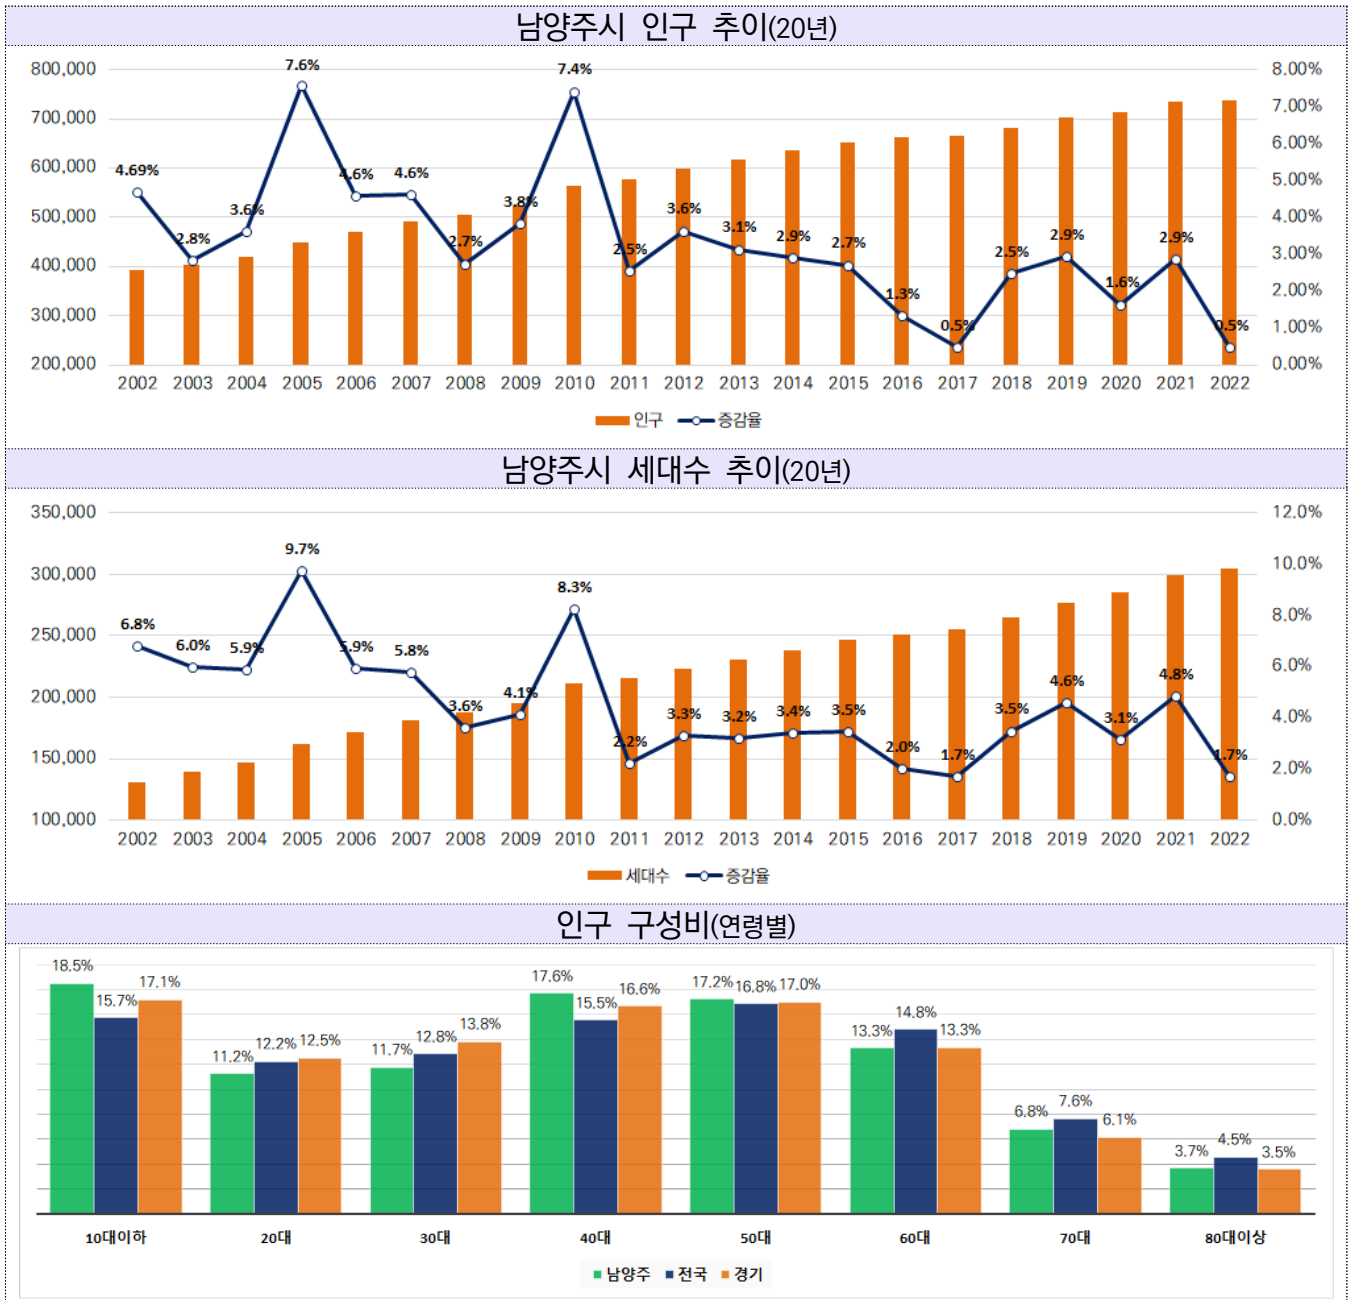 남양주시 인구 추이(20년)
800,000
700,000
600,000
500,000
400,000
300,000
200,000
8.00%
7.00%
6.00%
5.00%
4.00%
3.00%
2.00%
1.00%
0.00%
4.69% 2.8% 3.6% 7.6% 4.6% 4.6% 2.7% 3.8% 7.4% 2.5% 3.6% 3.1% 2.9% 2.7% 1.3% 0.5% 2.5% 2.9% 1.6% 2.9% 0.5%
2002 2003 2004 2005 2006 2007 2008 2009 2010 2011 2012 2013 2014 2015 2016 2017 2018 2019 2020 2021 2022
인구 증감율
남양주시 세대수 추이(20년)
350,000
300,000
250,000
200,000
150,000
100,000
12.0%
10.0%
8.0%
6.0%
4.0%
2.0%
0.0%
6.8% 6.0% 5.9% 9.7% 5.9% 5.8% 3.6% 4.1% 8.3% 2.2% 3.3% 3.2% 3.4% 3.5% 2.0% 1.7% 3.5% 4.6% 3.1% 4.8% 1.7%
2002 2003 2004 2005 2006 2007 2008 2009 2010 2011 2012 2013 2014 2015 2016 2017 2018 2019 2020 2021 2022
세대수 증감율
인구 구성비(연령별)
18.5% 15.7% 17.1% 11.2% 12.2% 12.5% 11.7% 12.8% 13.8% 17.6% 15.5% 16.6% 17.2% 16.8% 17.0% 13.3% 14.8% 13.3% 6.8% 7.6% 6.1% 3.7% 4.5% 3.5%
10대이하 20대 30대 40대 50대 60대 70대 80대이상
남양주 전국 경기